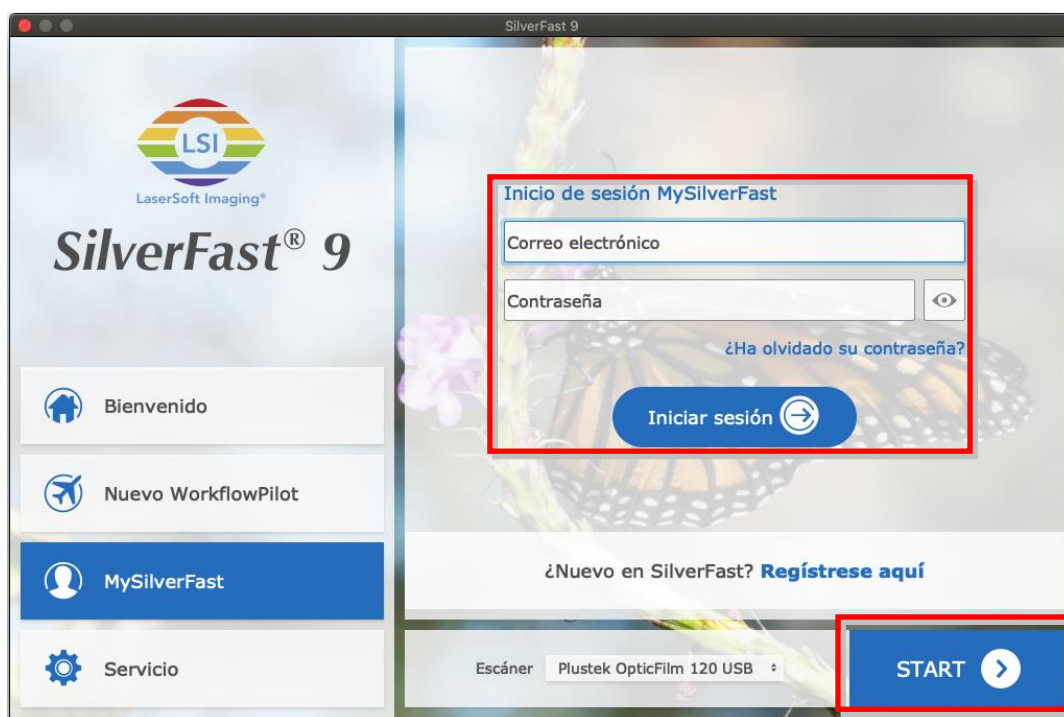 SilverFast 9
LSI
LaserSoft Imaging®
SilverFast® 9
Bienvenido
Nuevo WorkflowPilot
MySilverFast
Servicio
Inicio de sesión MySilverFast
Correo electrónico
Contraseña
¿Ha olvidado su contraseña?
Iniciar sesión
¿Nuevo en SilverFast? Regístrese aquí
Escáner Plustek OpticFilm 120 USB
START